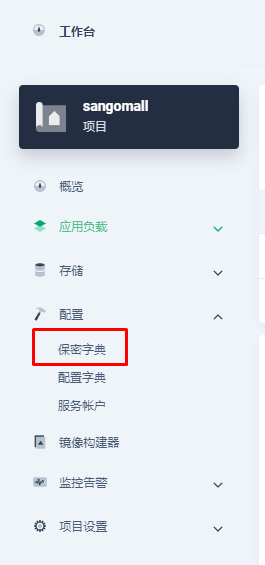 工作台
sangomall
项目
概览
应用负载
存储
配置
保密字典
配置字典
服务帐户
镜像构建器
监控告警
项目设置